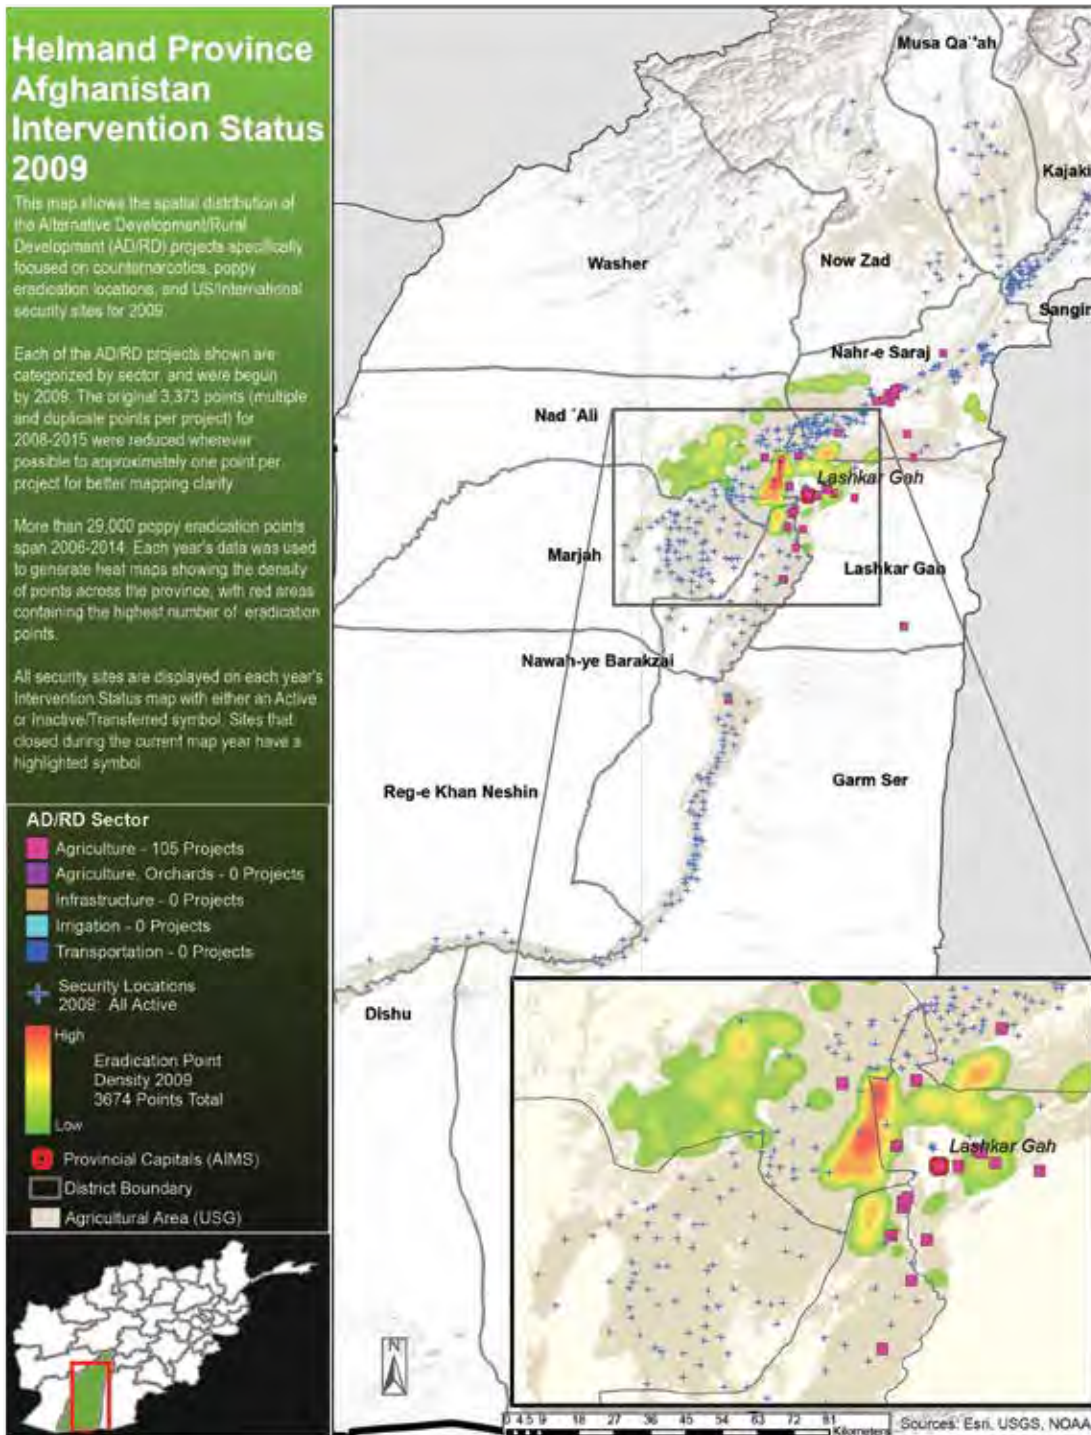 Helmand Province
Afghanistan
Intervention Status
2009
This map shows the spatial distribution of
the Alternative Development/Rural
Development (AD/RD) projects specifically
focused on counternarcotics, poppy
eradication locations, and US/International
security sites for 2009.
Each of the AD/RD projects shown are
categorized by sector, and were begun
by 2009. The original 3,373 points (multiple
and duplicate points per project) for
2008-2015 were reduced wherever
possible to approximately one point per
project for better mapping clarity.
More than 29,000 poppy eradication points
span 2006-2014. Each year's data was used
to generate heat maps showing the density
of points across the province, with red areas
containing the highest number of eradication
points.
All security sites are displayed on each year's
Intervention Status map with either an Active
or Inactive/Transferred symbol. Sites that
closed during the current map year have a
highlighted symbol.
AD/RD Sector
Agriculture - 105 Projects
Agriculture, Orchards - 0 Projects
Infrastructure - 0 Projects
Irrigation - 0 Projects
Transportation - 0 Projects
Security Locations
2009: All Active
High
Eradication Point
Density 2009
3674 Points Total
Low
Provincial Capitals (AIMS)
District Boundary
Agricultural Area (USG)
Musa Qa'
Kajaki
Washer
Now Zad
Sangin
Nahr-e Saraj
Nad 'Ali
Lashkar Gah
Marjah
Lashkar Gah
Nawah-ye Barakzai
Reg-e Khan Neshin
Garm Ser
Dishu
Lashkar Gah
N
0 4.5 9 18 27 36 45 54 63 72 81
Kilometers
Sources: Esri, USGS, NOAA